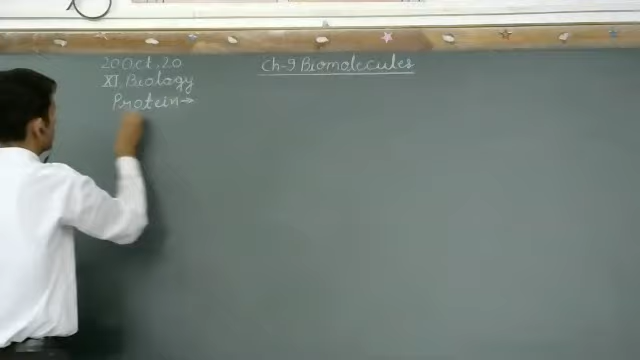 20 Oct, 20
Ch-9 Biomolecules
XI, Biology
Protein→